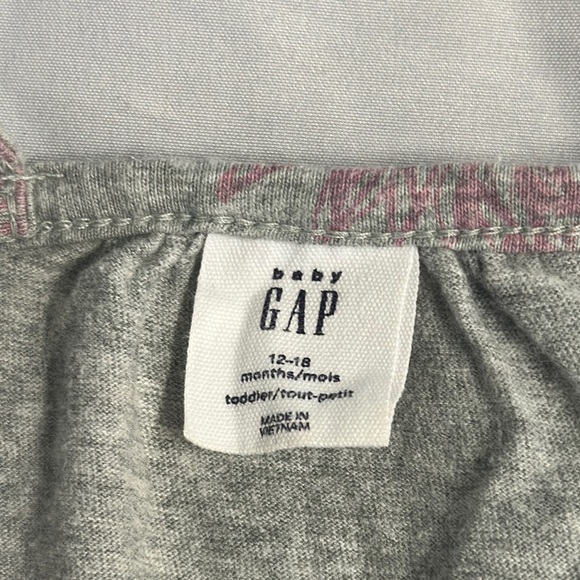 baby
GAP
12-18
months/mois
toddler/tout-petit
MADE IN
VIETNAM